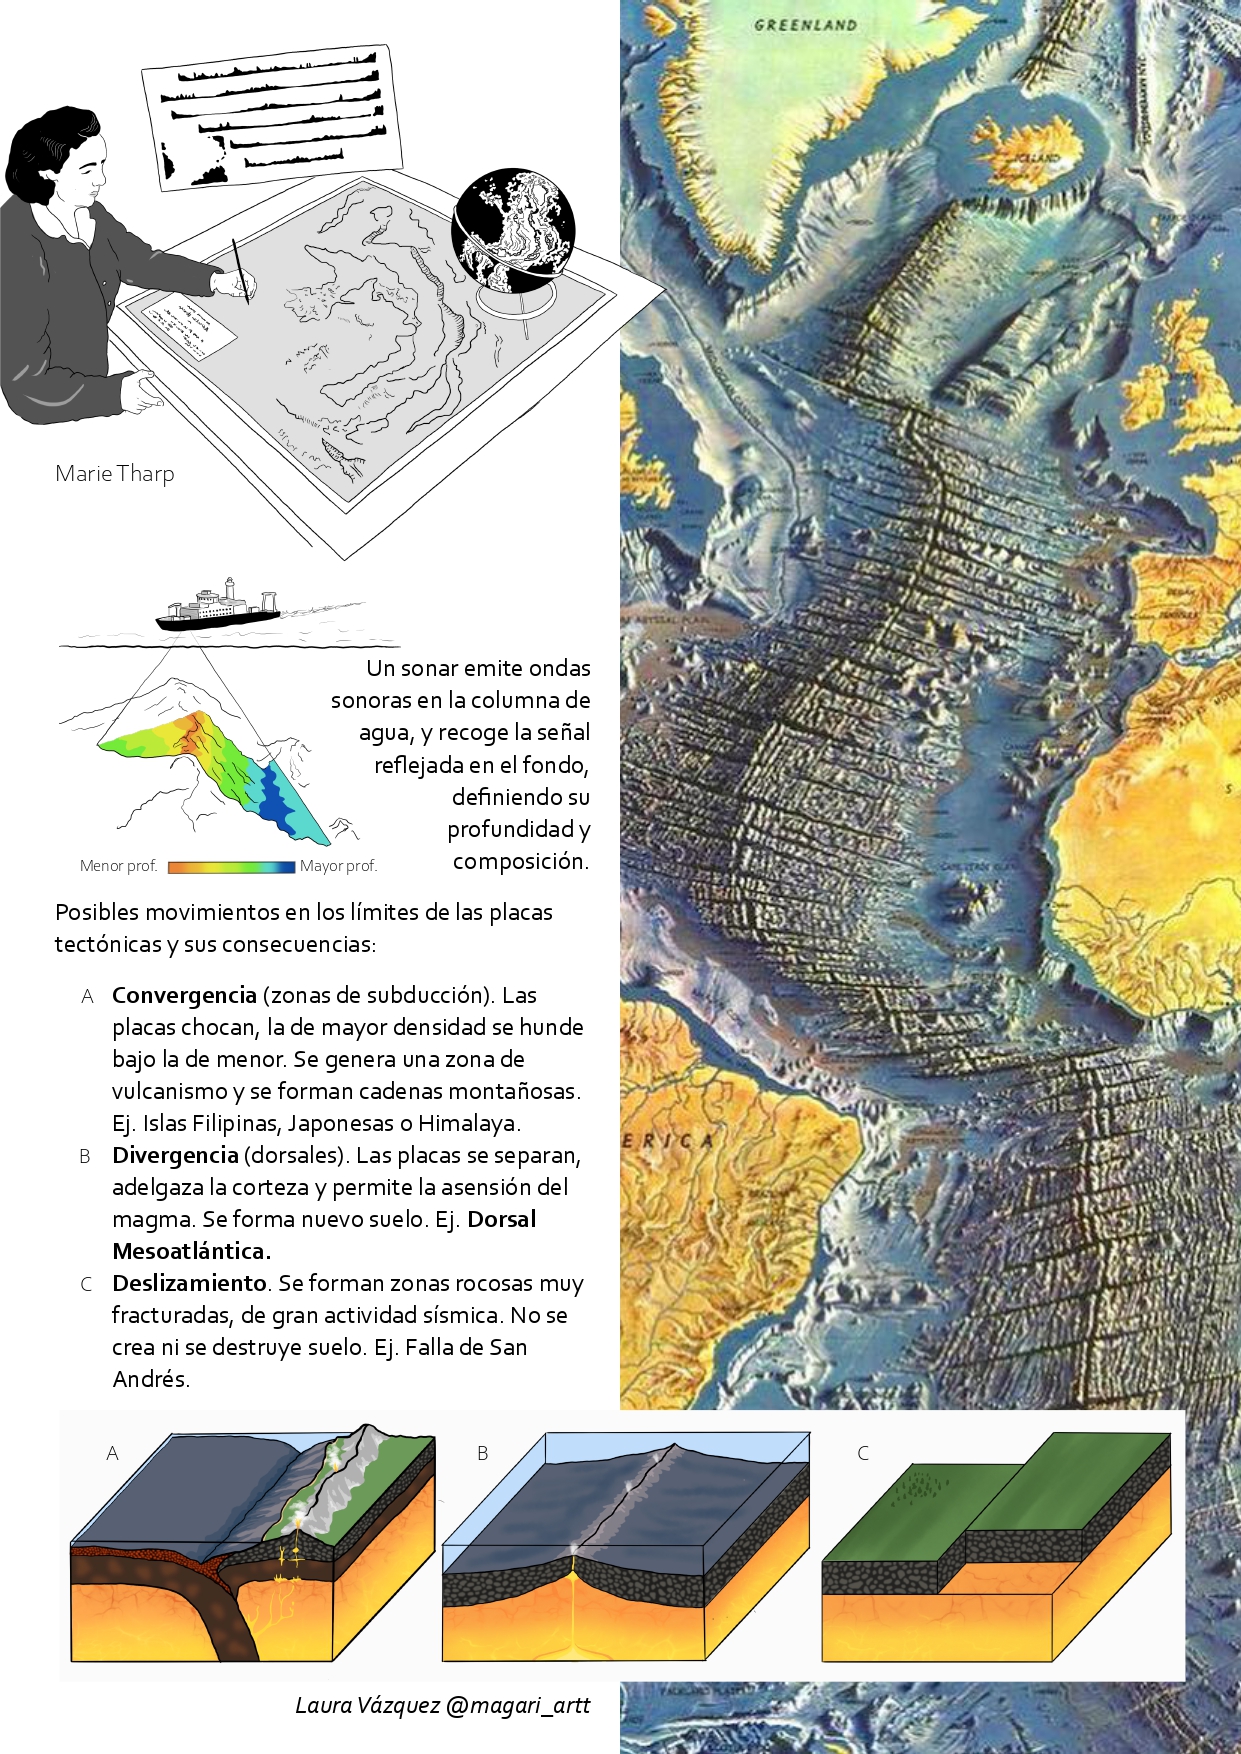 GREENLAND
ICELAND
Marie Tharp
Un sonar emite ondas
sonoras en la columna de
agua, y recoge la señal
reflejada en el fondo,
definiendo su
profundidad y
composición.
Menor prof.
Mayor prof.
Posibles movimientos en los límites de las placas
tectónicas y sus consecuencias:
A Convergencia (zonas de subducción). Las
placas chocan, la de mayor densidad se hunde
bajo la de menor. Se genera una zona de
vulcanismo y se forman cadenas montañosas.
Ej. Islas Filipinas, Japonesas o Himalaya.
B Divergencia (dorsales). Las placas se separan,
adelgaza la corteza y permite la asensión del
magma. Se forma nuevo suelo. Ej. Dorsal
Mesoatlántica.
C Deslizamiento. Se forman zonas rocosas muy
fracturadas, de gran actividad sísmica. No se
crea ni se destruye suelo. Ej. Falla de San
Andrés.
ABYSSAL PLAIN
ERICA
A
B
C
Laura Vázquez @magari_artt